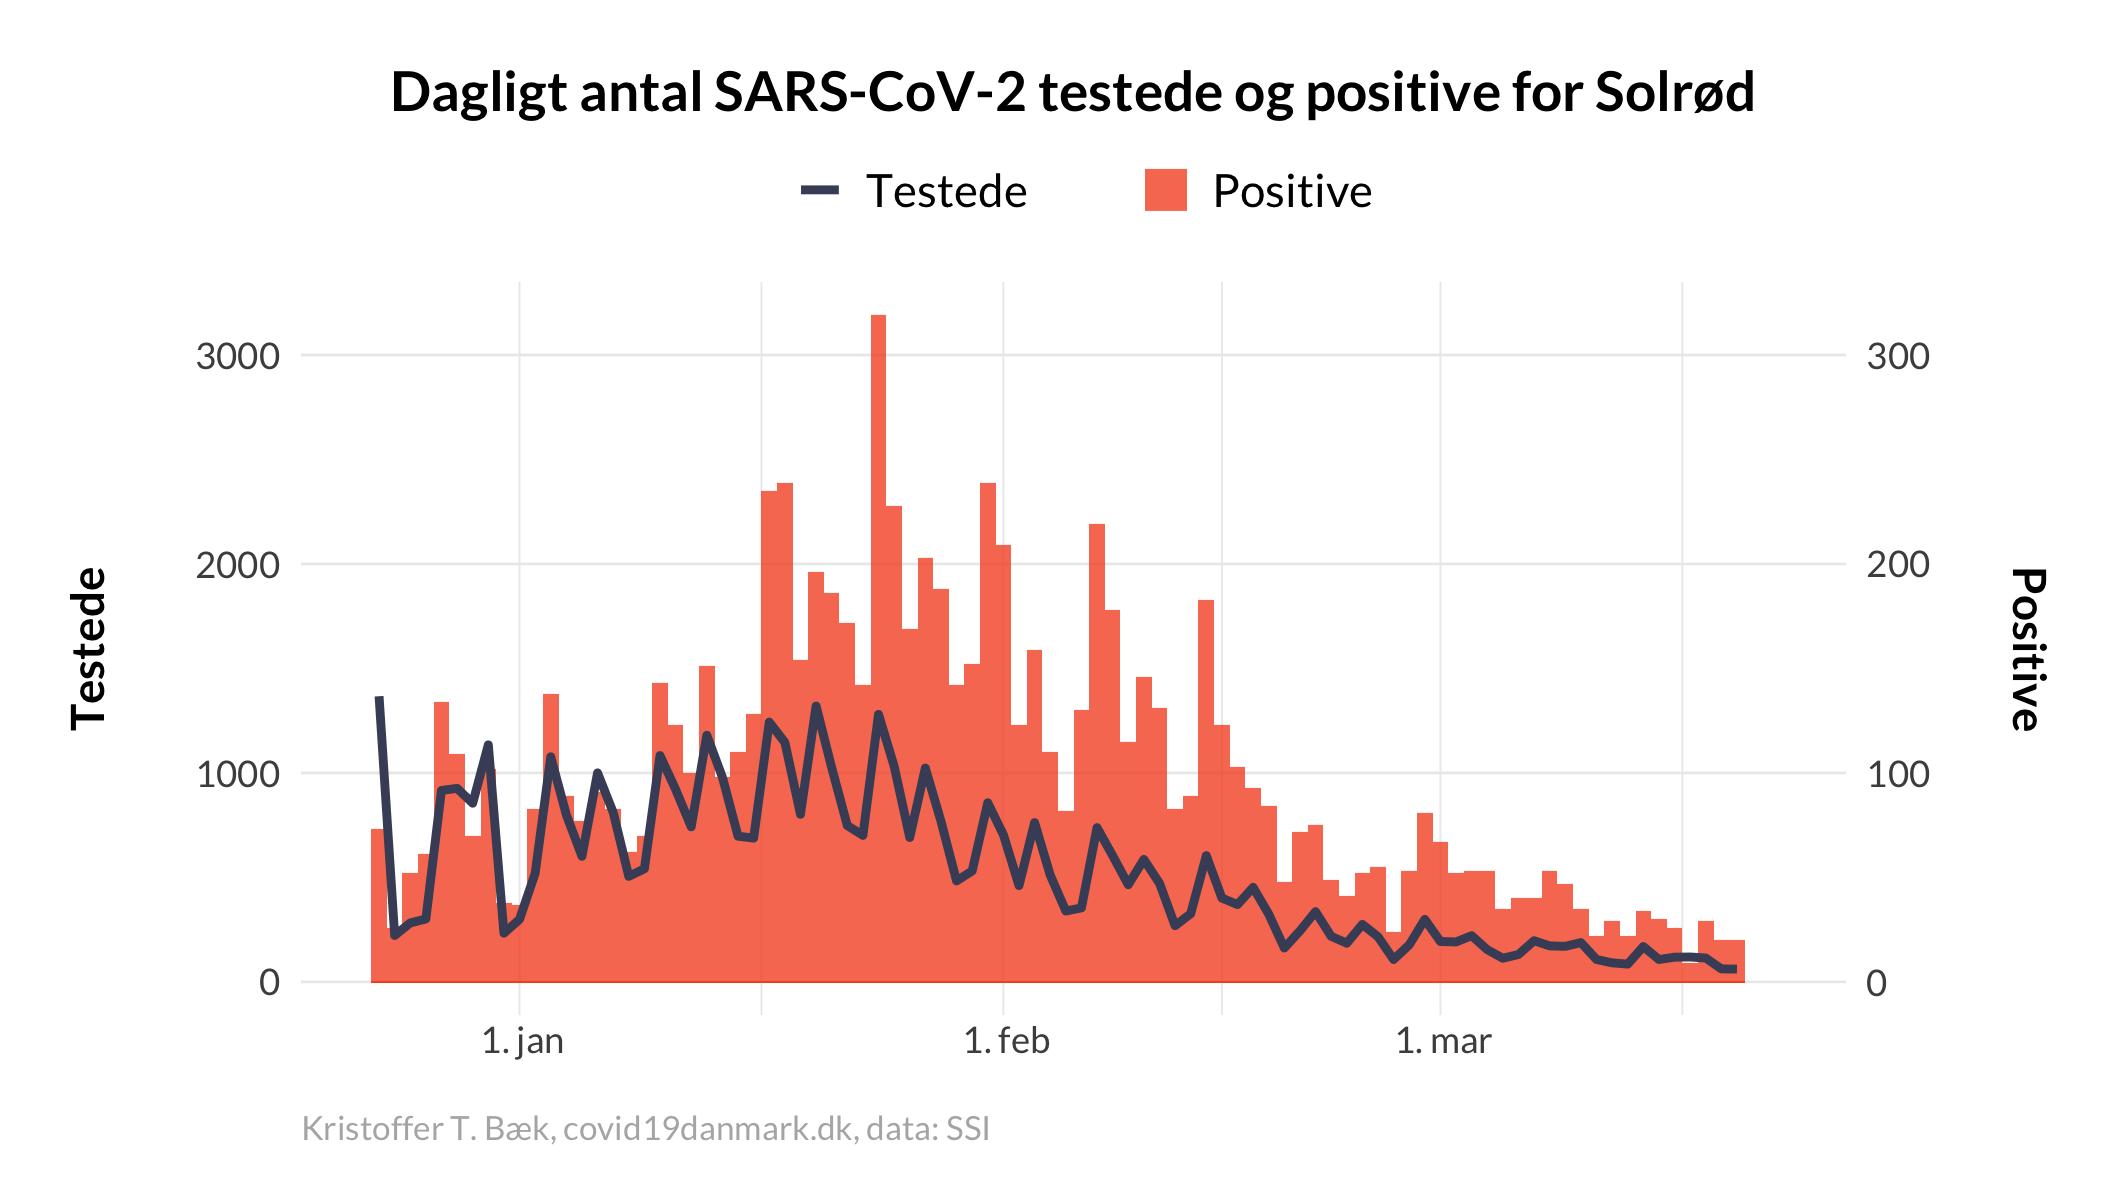 Dagligt antal SARS-CoV-2 testede og positive for Solrød
Testede Positive
3000 300
2000 200
1000 100
0 0
Testede
Positive
1. jan 1. feb 1. mar
Kristoffer T. Bæk, covid19danmark.dk, data: SSI